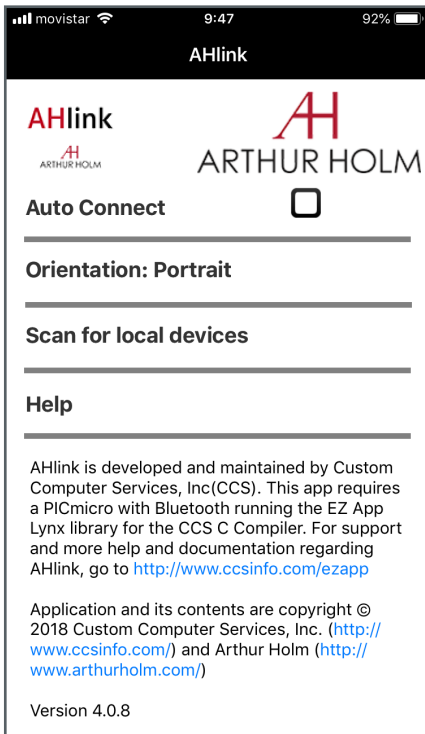 movistar 9:47 92%
AHlink
AHlink
AH
ARTHUR HOLM
AH
ARTHUR HOLM
Auto Connect
Orientation: Portrait
Scan for local devices
Help
AHlink is developed and maintained by Custom
Computer Services, Inc(CCS). This app requires
a PICmicro with Bluetooth running the EZ App
Lynx library for the CCS C Compiler. For support
and more help and documentation regarding
AHlink, go to http://www.ccsinfo.com/ezapp
Application and its contents are copyright ©
2018 Custom Computer Services, Inc. (http://
www.ccsinfo.com/) and Arthur Holm (http://
www.arthurholm.com/)
Version 4.0.8